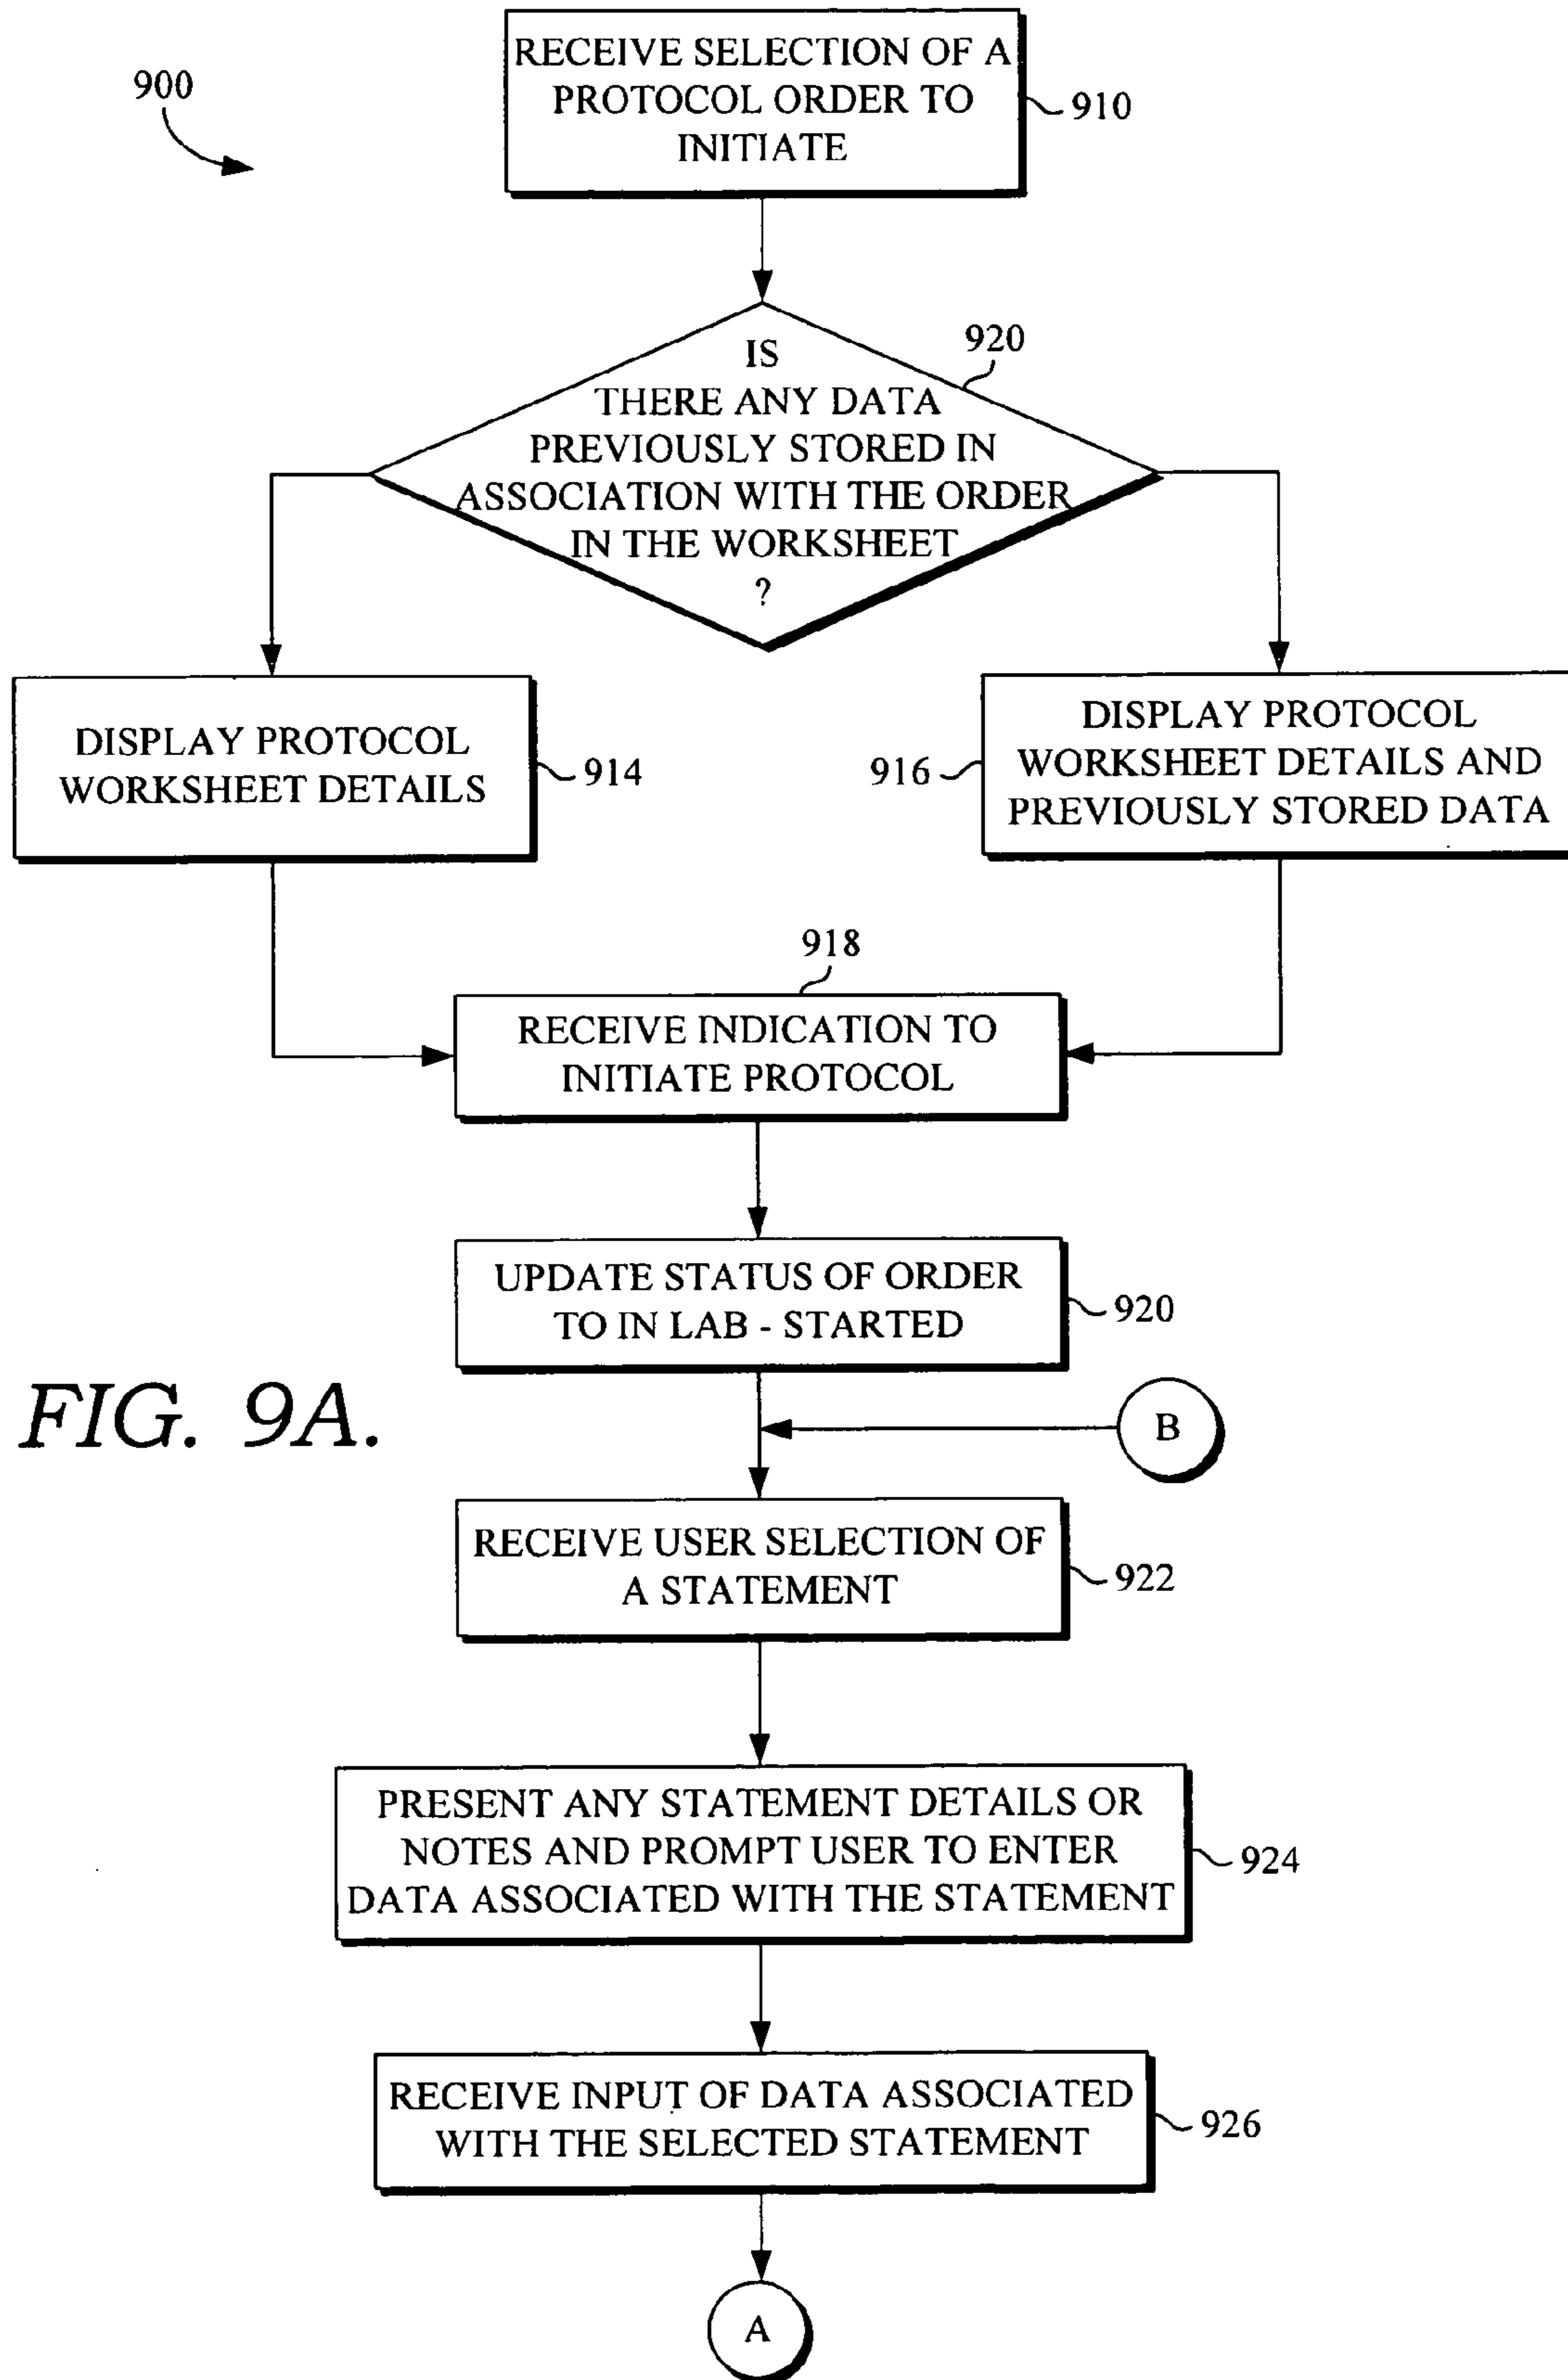 900
RECEIVE SELECTION OF A
PROTOCOL ORDER TO
INITIATE
910
920
IS
THERE ANY DATA
PREVIOUSLY STORED IN
ASSOCIATION WITH THE ORDER
IN THE WORKSHEET
?
DISPLAY PROTOCOL
WORKSHEET DETAILS
914
916
DISPLAY PROTOCOL
WORKSHEET DETAILS AND
PREVIOUSLY STORED DATA
918
RECEIVE INDICATION TO
INITIATE PROTOCOL
UPDATE STATUS OF ORDER
TO IN LAB - STARTED
920
FIG. 9A.
B
RECEIVE USER SELECTION OF
A STATEMENT
922
PRESENT ANY STATEMENT DETAILS OR
NOTES AND PROMPT USER TO ENTER
DATA ASSOCIATED WITH THE STATEMENT
924
RECEIVE INPUT OF DATA ASSOCIATED
WITH THE SELECTED STATEMENT
926
A